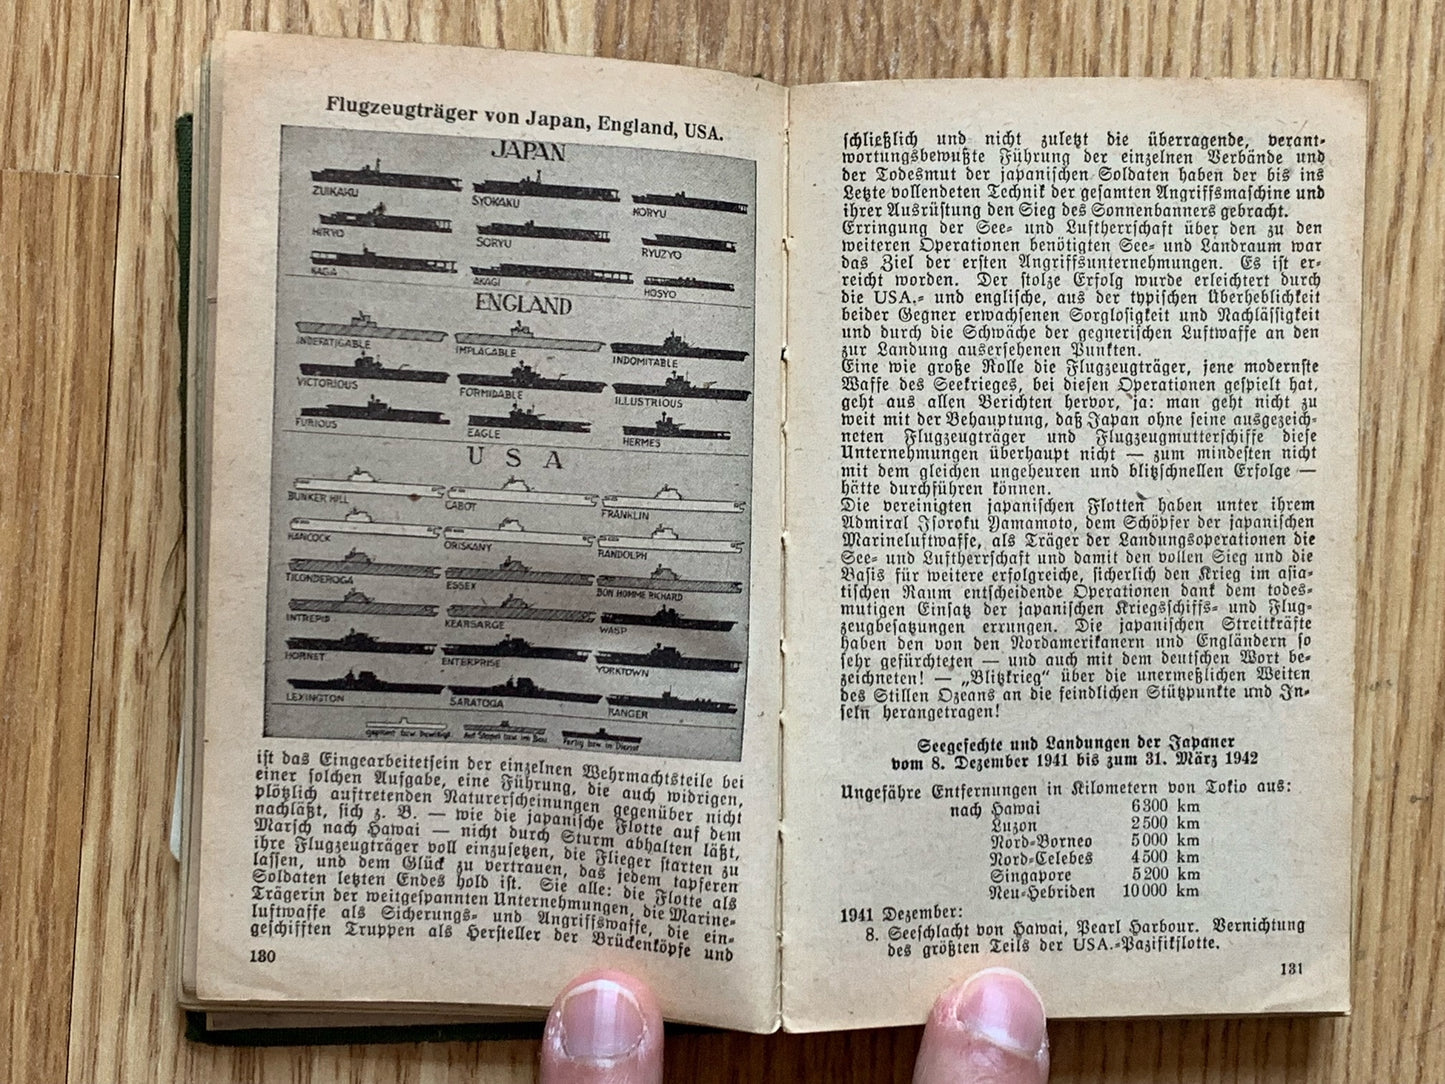 Flugzeugträger von Japan, England, USA.
JAPAN
ZUIKAKU
SYOKAKU
KORYU
HIRYO
SORYU
RYUZYO
KAGA
AKAGI
HOSYO
ENGLAND
INDEFATIGABLE
IMPLACABLE
INDOMITABLE
VICTORIOUS
FORMIDABLE
ILLUSTRIOUS
FURIOUS
EAGLE
HERMES
USA
BUNKER HILL
CABOT
FRANKLIN
HANCOCK
ORISKANY
RANDOLPH
TICONDEROGA
ESSEX
BON HOMME RICHARD
INTREPID
KEARSARGE
WASP
HORNET
ENTERPRISE
YORKTOWN
LEXINGTON
SARATOGA
RANGER
geplant bzw. bewilligt
Auf Stapel bzw. im Bau
Fertig bzw. in Dienst
ist das Eingearbeitetsein der einzelnen Wehrmachtsteile bei
einer solchen Aufgabe, eine Führung, die auch widrigen,
plötzlich auftretenden Naturerscheinungen gegenüber nicht
nachläßt, sich z. B. — wie die japanische Flotte auf dem
Marsch nach Hawai — nicht durch Sturm abhalten läßt,
ihre Flugzeugträger voll einzusetzen, die Flieger starten zu
lassen, und dem Glück zu vertrauen, das jedem tapferen
Soldaten letzten Endes hold ist. Sie alle: die Flotte als
Trägerin der weitgespannten Unternehmungen, die Marine-
luftwaffe als Sicherungs- und Angriffswaffe, die ein-
geschifften Truppen als Hersteller der Brückenköpfe und
130
schließlich und nicht zuletzt die überragende, verant-
wortungsbewußte Führung der einzelnen Verbände und
der Todesmut der japanischen Soldaten haben der bis ins
Letzte vollendeten Technik der gesamten Angriffsmaschine und
ihrer Ausrüstung den Sieg des Sonnenbanners gebracht.
Erringung der See- und Luftherrschaft über den zu den
weiteren Operationen benötigten See- und Landraum war
das Ziel der ersten Angriffsunternehmungen. Es ist er-
reicht worden. Der stolze Erfolg wurde erleichtert durch
die USA.- und englische, aus der typischen Überheblichkeit
beider Gegner erwachsenen Sorglosigkeit und Nachlässigkeit
und durch die Schwäche der gegnerischen Luftwaffe an den
zur Landung ausersehenen Punkten.
Eine wie große Rolle die Flugzeugträger, jene modernste
Waffe des Seekrieges, bei diesen Operationen gespielt hat,
geht aus allen Berichten hervor, ja: man geht nicht zu
weit mit der Behauptung, daß Japan ohne seine ausgezeich-
neten Flugzeugträger und Flugzeugmutterschiffe diese
Unternehmungen überhaupt nicht — zum mindesten nicht
mit dem gleichen ungeheuren und blitzschnellen Erfolge —
hätte durchführen können.
Die vereinigten japanischen Flotten haben unter ihrem
Admiral Isoroku Yamamoto, dem Schöpfer der japanischen
Marineluftwaffe, als Träger der Landungsoperationen die
See- und Luftherrschaft und damit den vollen Sieg und die
Basis für weitere erfolgreiche, sicherlich den Krieg im asia-
tischen Raum entscheidende Operationen dank dem todes-
mutigen Einsatz der japanischen Kriegsschiffs- und Flug-
zeugbesatzungen errungen. Die japanischen Streitkräfte
haben den von den Nordamerikanern und Engländern so
sehr gefürchteten — und auch mit dem deutschen Wort be-
zeichneten! — „Blitzkrieg“ über die unermeßlichen Weiten
des Stillen Ozeans an die feindlichen Stützpunkte und In-
seln herangetragen!
Seegefechte und Landungen der Japaner
vom 8. Dezember 1941 bis zum 31. März 1942
Ungefähre Entfernungen in Kilometern von Tokio aus:
nach Hawai 6300 km
Luzon 2500 km
Nord-Borneo 5000 km
Nord-Celebes 4500 km
Singapore 5200 km
Neu-Hebriden 10000 km
1941 Dezember:
8. Seeschlacht von Hawai, Pearl Harbour. Vernichtung
des größten Teils der USA.-Pazifikflotte.
131